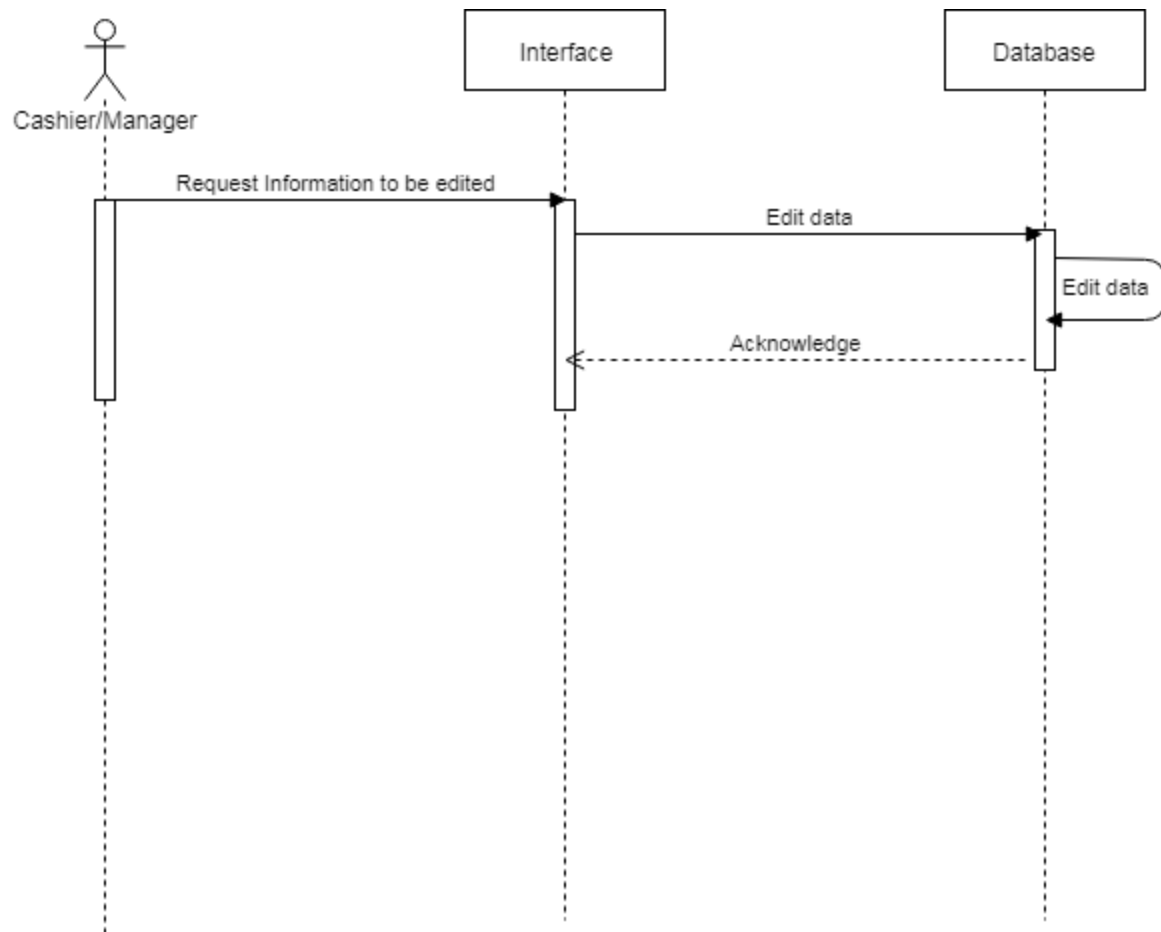 Interface
Database
Cashier/Manager
Request Information to be edited
Edit data
Edit data
Acknowledge